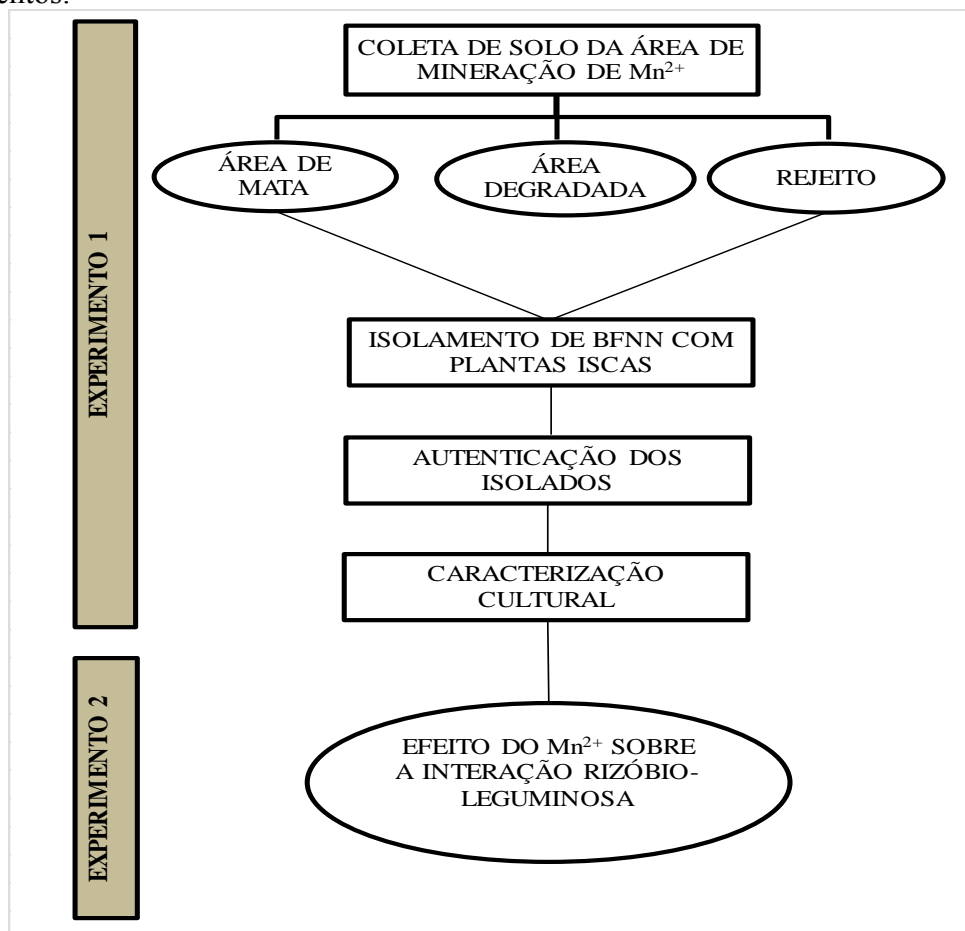 COLETA DE SOLO DA ÁREA DE
MINERAÇÃO DE Mn²⁺
ÁREA DE
MATA
ÁREA
DEGRADADA
REJEITO
EXPERIMENTO 1
ISOLAMENTO DE BFNN COM
PLANTAS ISCAS
AUTENTICAÇÃO DOS
ISOLADOS
CARACTERIZAÇÃO
CULTURAL
EXPERIMENTO 2
EFEITO DO Mn²⁺ SOBRE
A INTERAÇÃO RIZÓBIO-
LEGUMINOSA